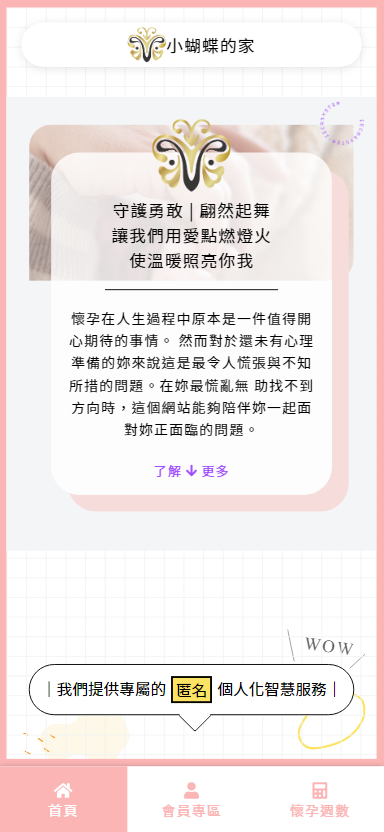 小蝴蝶的家
守護勇敢 | 翩然起舞
讓我們用愛點燃燈火
使溫暖照亮你我
懷孕在人生過程中原本是一件值得開
心期待的事情。 然而對於還未有心理
準備的妳來說這是最令人慌張與不知
所措的問題。在妳最慌亂無 助找不到
方向時，這個網站能夠陪伴妳一起面
對妳正面臨的問題。
了解 ↓ 更多
WOW
| 我們提供專屬的 匿名 個人化智慧服務 |
首頁
會員專區
懷孕週數